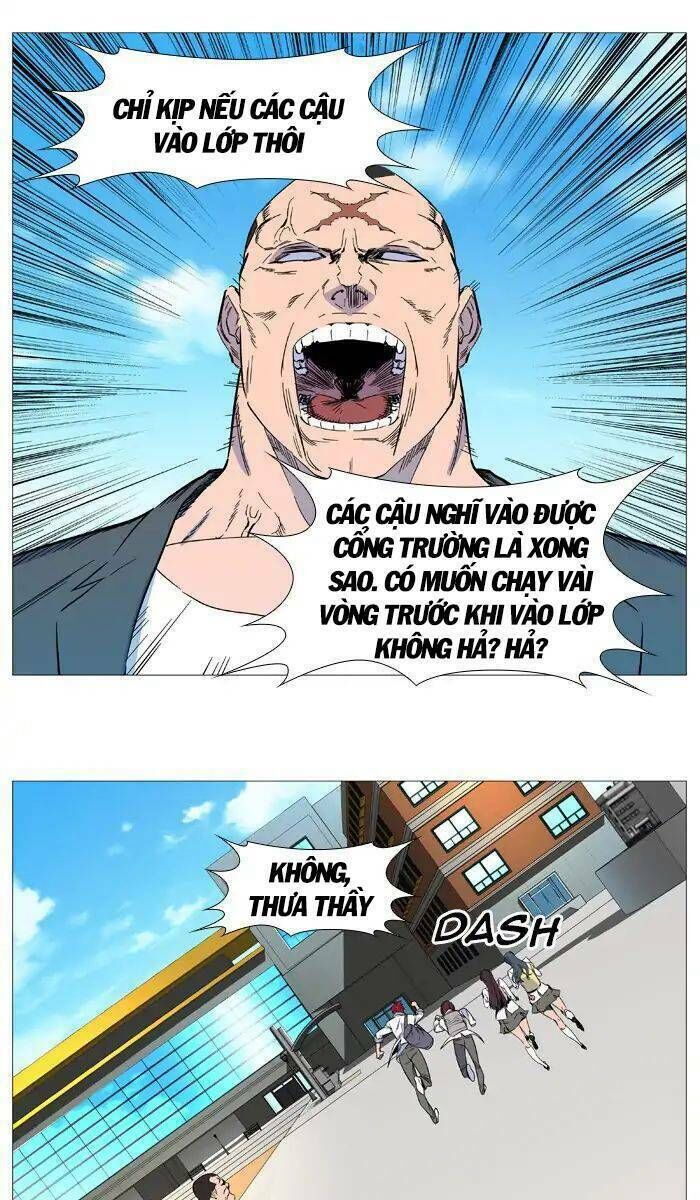 CHỈ KỊP NẾU CÁC CẬU
VÀO LỚP THÔI
CÁC CẬU NGHĨ VÀO ĐƯỢC
CỔNG TRƯỜNG LÀ XONG
SAO. CÓ MUỐN CHẠY VÀI
VÒNG TRƯỚC KHI VÀO LỚP
KHÔNG HẢ? HẢ?
KHÔNG,
THƯA THẦY
DASH